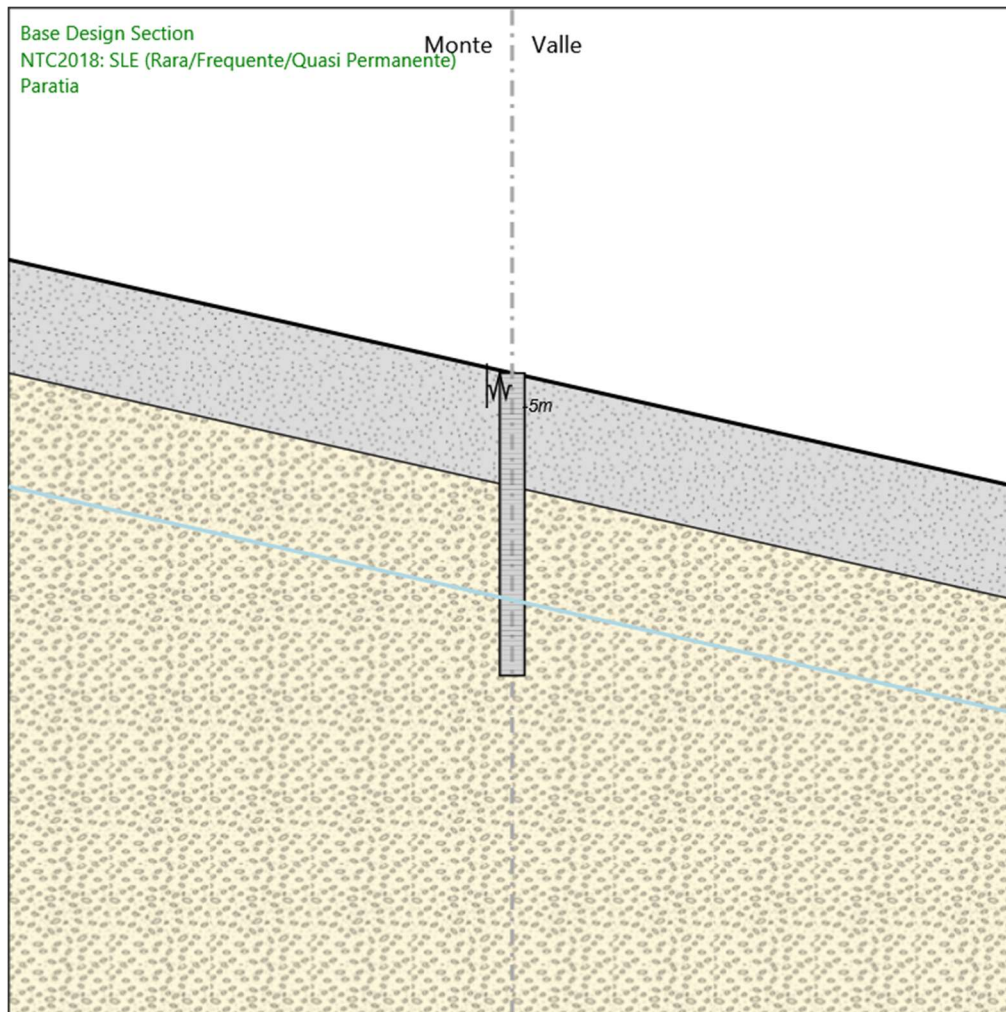 Base Design Section
Monte
Valle
NTC2018: SLE (Rara/Frequente/Quasi Permanente)
Paratia
-5m